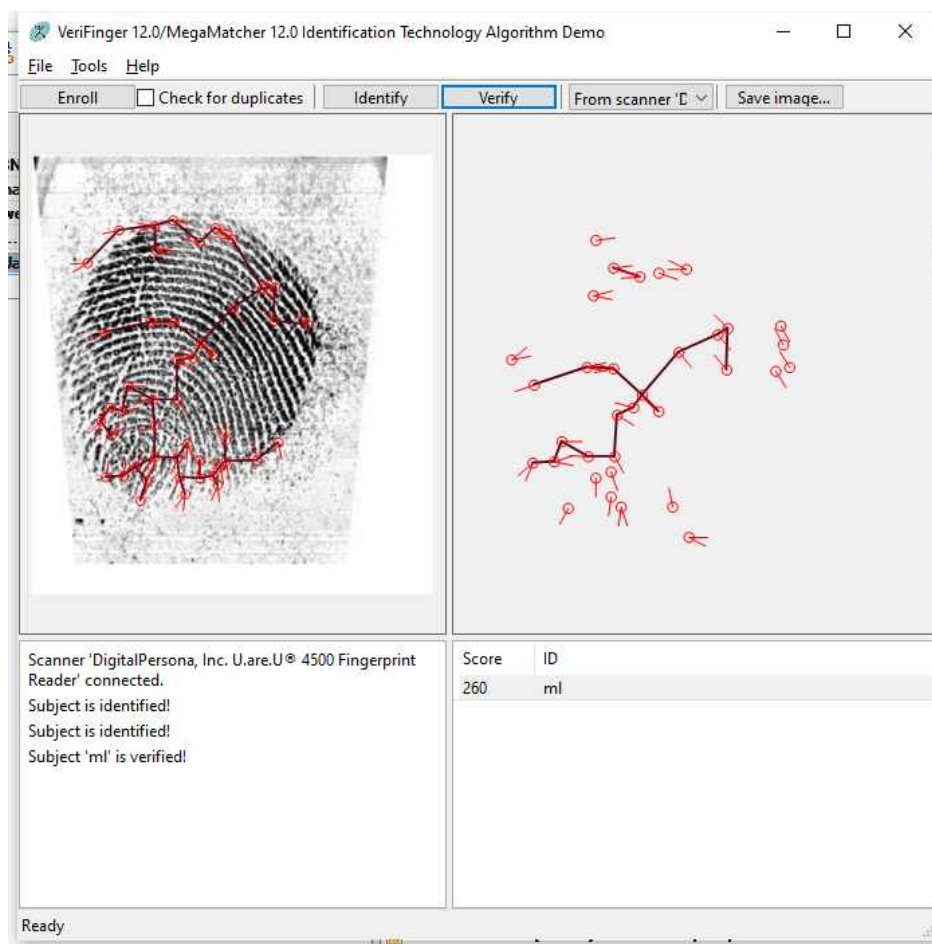 VeriFinger 12.0/MegaMatcher 12.0 Identification Technology Algorithm Demo
File Tools Help
Enroll Check for duplicates Identify Verify From scanner 'D Save image...
Scanner 'DigitalPersona, Inc. U.are.U® 4500 Fingerprint
Reader' connected.
Subject is identified!
Subject is identified!
Subject 'ml' is verified!
Score ID
260 ml
Ready